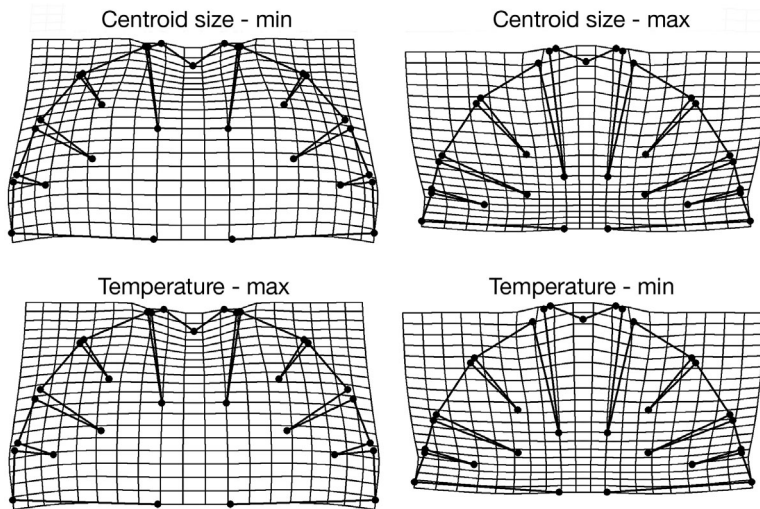 Centroid size - min
Centroid size - max
Temperature - max
Temperature - min